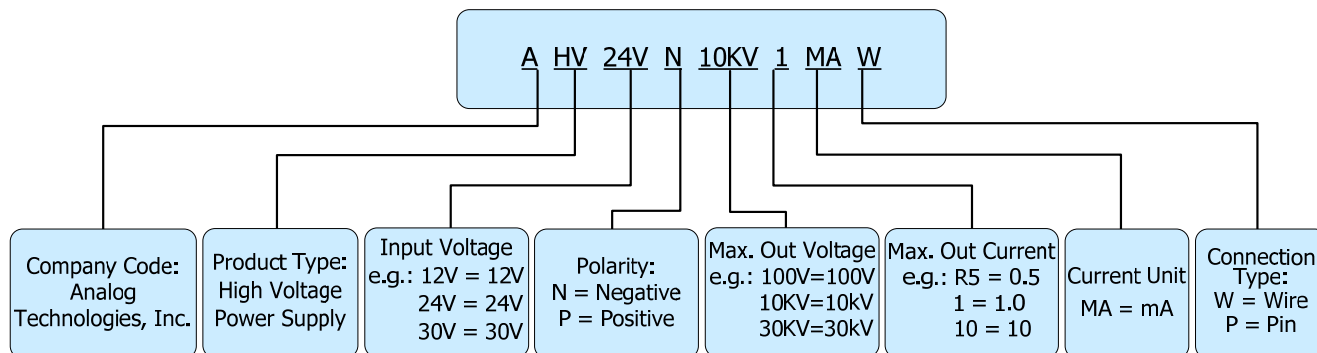 A HV 24V N 10KV 1 MA W
Company Code:
Analog
Technologies, Inc.
Product Type:
High Voltage
Power Supply
Input Voltage
e.g.: 12V = 12V
24V = 24V
30V = 30V
Polarity:
N = Negative
P = Positive
Max. Out Voltage
e.g.: 100V=100V
10KV=10kV
30KV=30kV
Max. Out Current
e.g.: R5 = 0.5
1 = 1.0
10 = 10
Current Unit
MA = mA
Connection
Type:
W = Wire
P = Pin